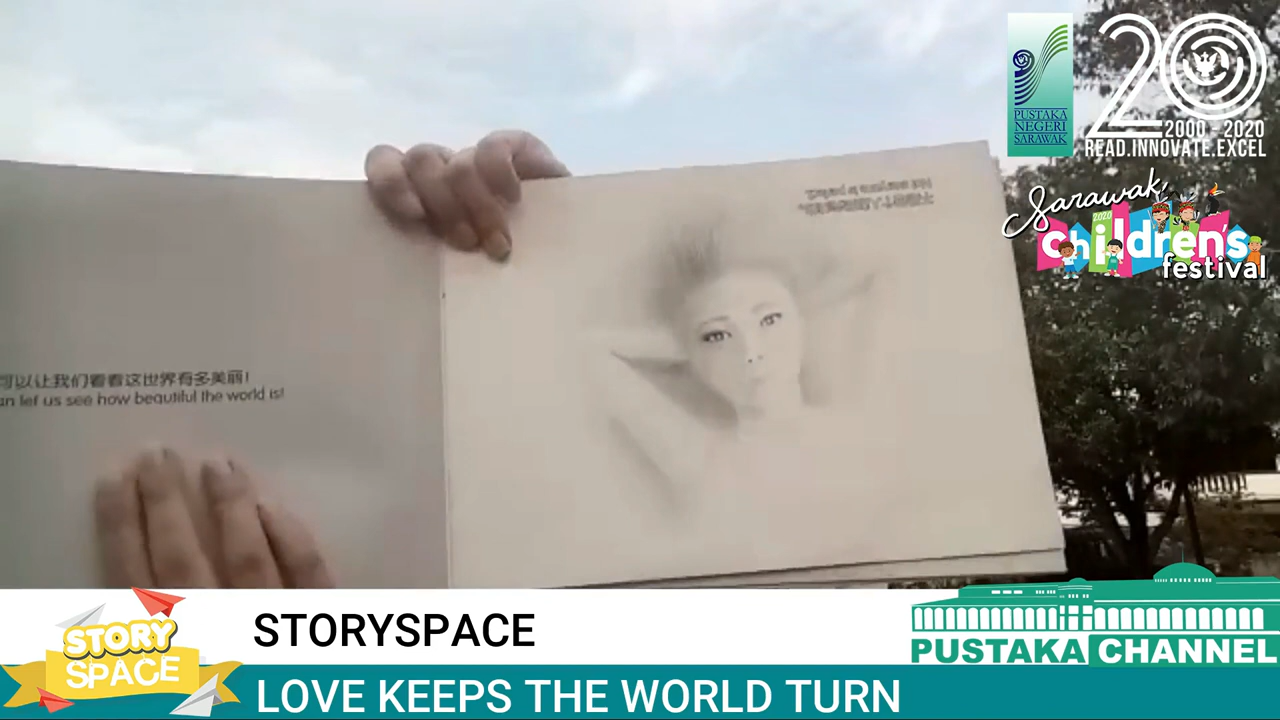 PUSTAKA
NEGERI
SARAWAK
20
2000 - 2020
READ.INNOVATE.EXCEL
Sarawak
2020
children's
festival
可以让我们看看这世界有多美丽!
an let us see how beautiful the world is!
STORY
SPACE
STORYSPACE
LOVE KEEPS THE WORLD TURN
PUSTAKA CHANNEL